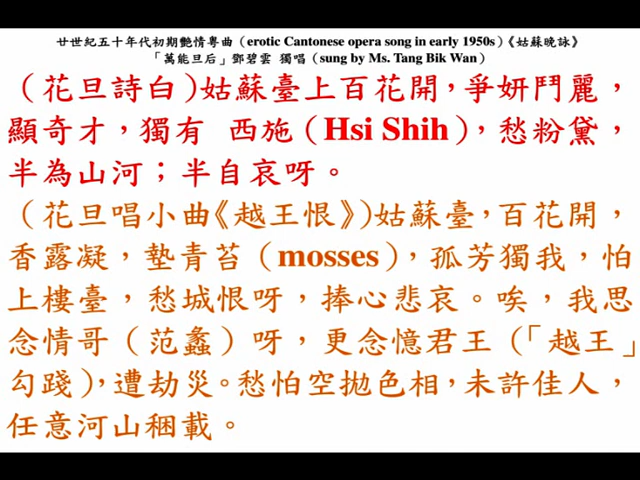 廿世紀五十年代初期艷情粵曲（erotic Cantonese opera song in early 1950s）《姑蘇晚詠》
「萬能旦后」鄧碧雲 獨唱（sung by Ms. Tang Bik Wan）
（花旦詩白)姑蘇臺上百花開，爭妍鬥麗，
顯奇才，獨有 西施（Hsi Shih），愁粉黛，
半為山河；半自哀呀。
（花旦唱小曲《越王恨》)姑蘇臺，百花開，
香露凝，墊青苔（mosses），孤芳獨我，怕
上樓臺，愁城恨呀，捧心悲哀。唉，我思
念情哥（范蠡）呀，更念憶君王（「越王」
勾踐），遭劫災。愁怕空拋色相，未許佳人，
任意河山稇載。